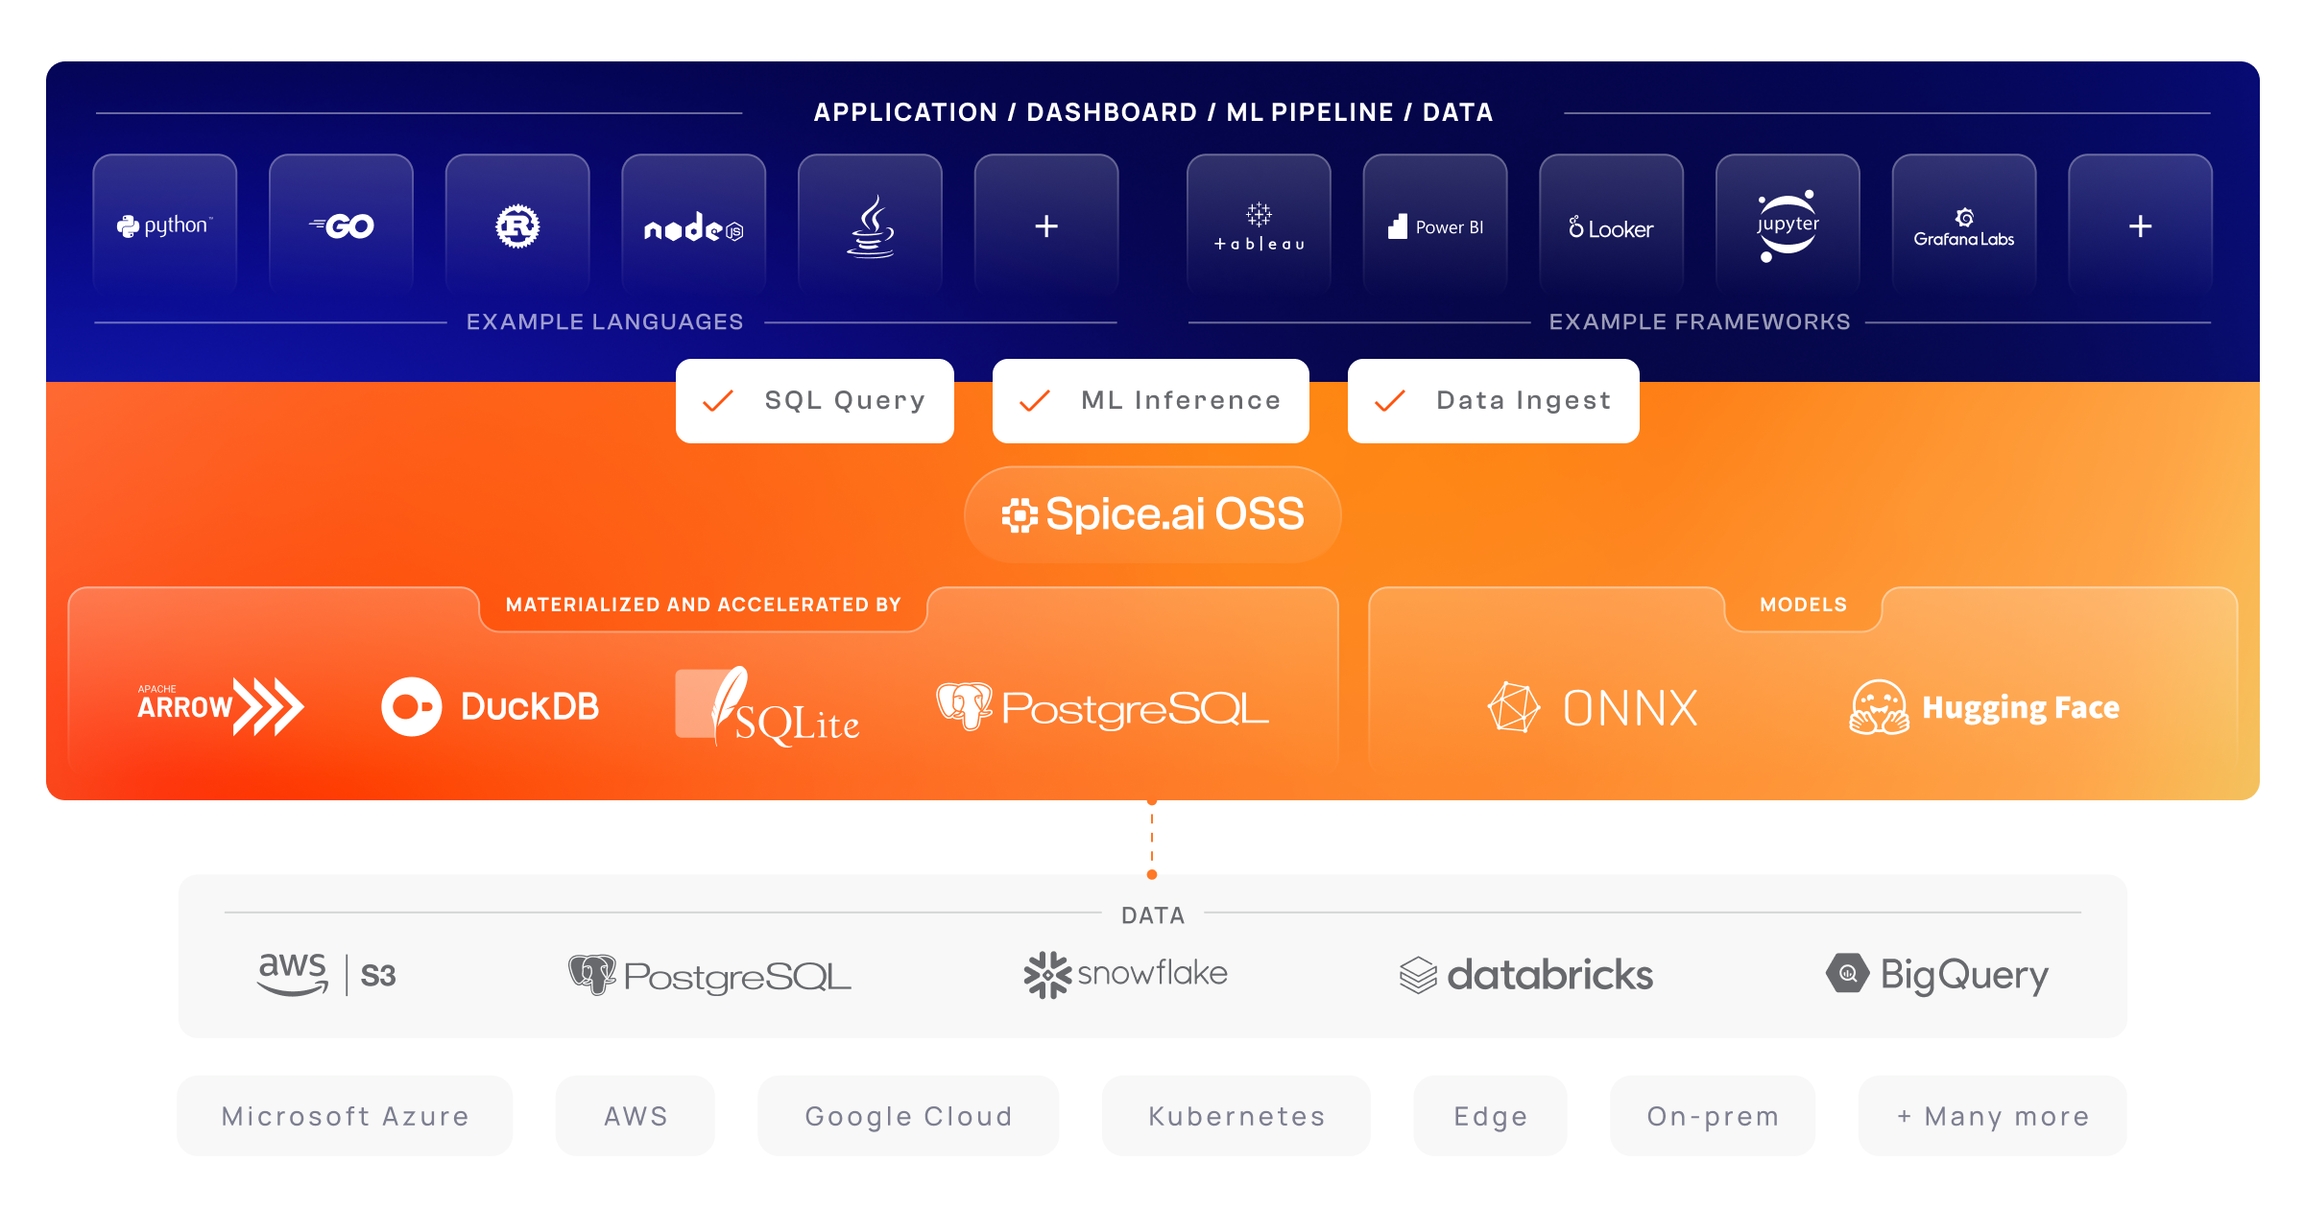 APPLICATION / DASHBOARD / ML PIPELINE / DATA
python™
GO
R
node JS
+
+ableau
Power BI
Looker
jupyter
Grafana Labs
+
EXAMPLE LANGUAGES
EXAMPLE FRAMEWORKS
SQL Query
ML Inference
Data Ingest
Spice.ai OSS
MATERIALIZED AND ACCELERATED BY
MODELS
APACHE
ARROW
DuckDB
SQLite
PostgreSQL
ONNX
Hugging Face
DATA
aws | S3
PostgreSQL
snowflake
databricks
BigQuery
Microsoft Azure
AWS
Google Cloud
Kubernetes
Edge
On-prem
+ Many more